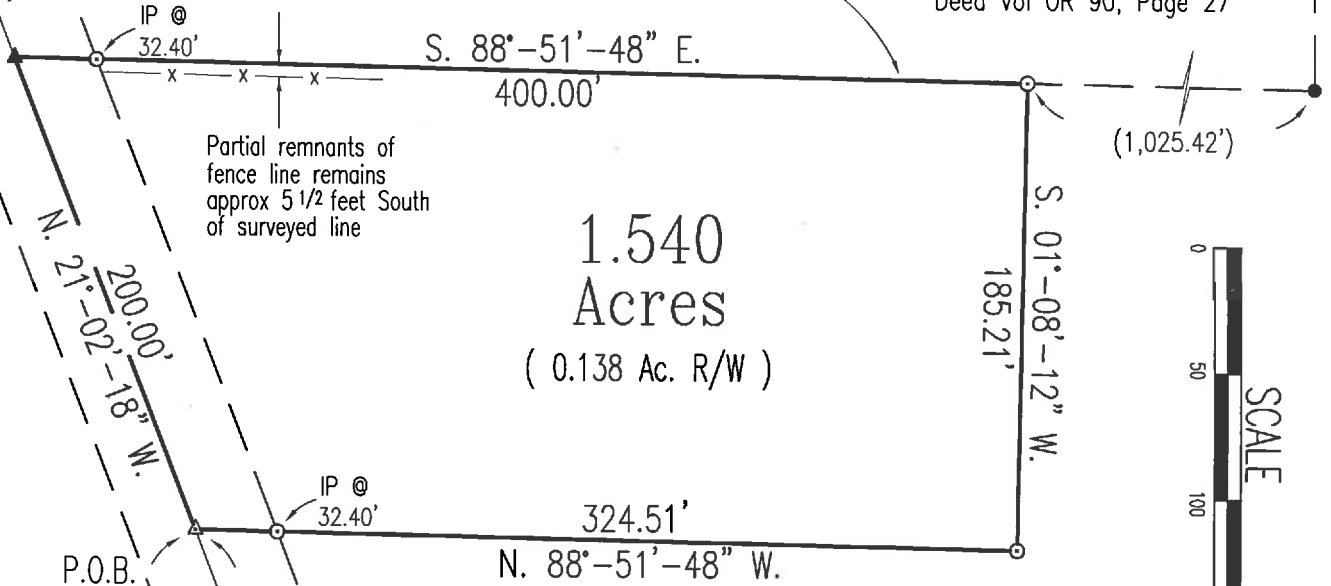 Deed Vol OR 90, Page 27
IP @
32.40'
S. 88°-51'-48" E.
400.00'
x x x
(1,025.42')
Partial remnants of
fence line remains
approx 5 1/2 feet South
of surveyed line
N. 21°-02'-18" W.
200.00'
1.540
Acres
( 0.138 Ac. R/W )
S. 01°-08'-12" W.
185.21'
0
50
100
SCALE
IP @
32.40'
324.51'
N. 88°-51'-48" W.
P.O.B.